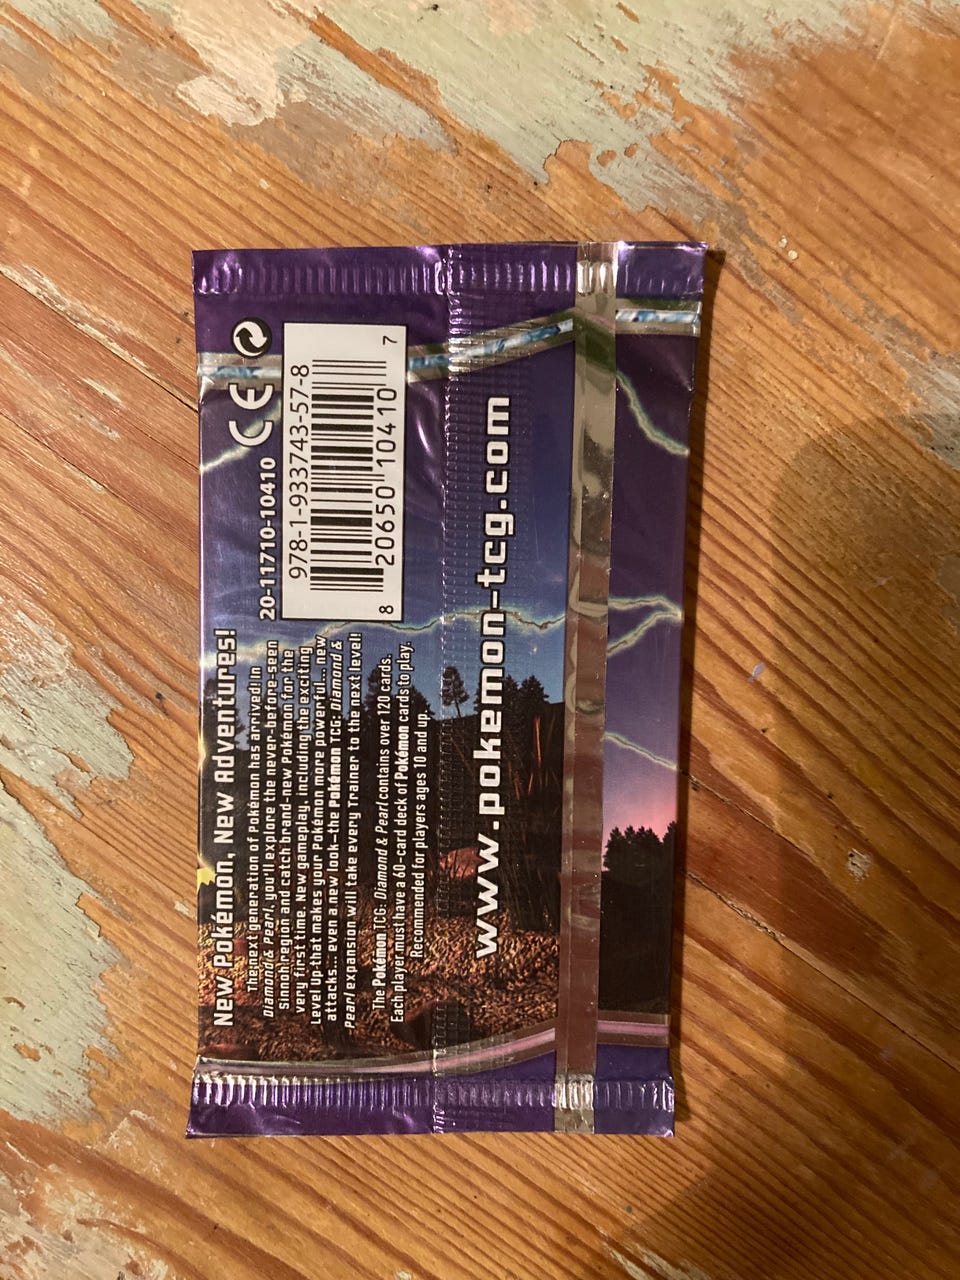 New Pokémon, New Adventures!
The next generation of Pokémon has arrived! In
Diamond & Pearl, you'll explore the never-before-seen
Sinnoh region and catch brand-new Pokémon for the
very first time. New gameplay, including the exciting
Level Up that makes your Pokémon more powerful... new
attacks... even a new look—the Pokémon TCG: Diamond &
Pearl expansion will take every Trainer to the next level!
The Pokémon TCG: Diamond & Pearl contains over 120 cards.
Each player must have a 60-card deck of Pokémon cards to play.
Recommended for players ages 10 and up.
20-11710-10410
CE
978-1-933743-57-8
8 20650 10410 7
www.pokemon-tcg.com